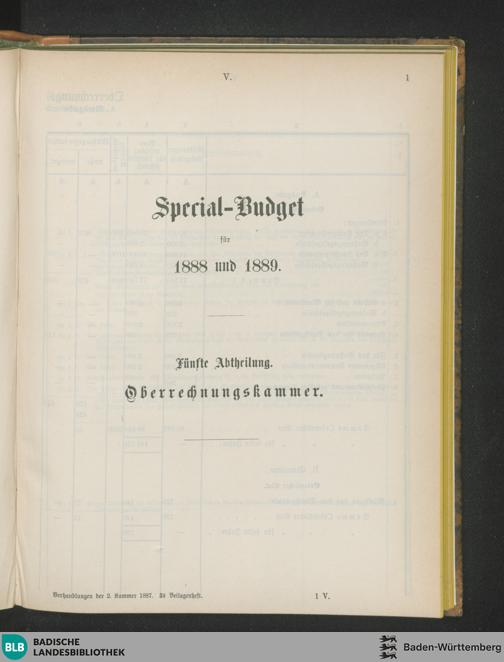 V. 1
Special-Budget
für
1888 und 1889.
Fünfte Abtheilung.
Oberrechnungskammer.
Verhandlungen der 2. Kammer 1887. Beilagenheft.
1 V.
BLB BADISCHE
LANDESBIBLIOTHEK
Baden-Württemberg